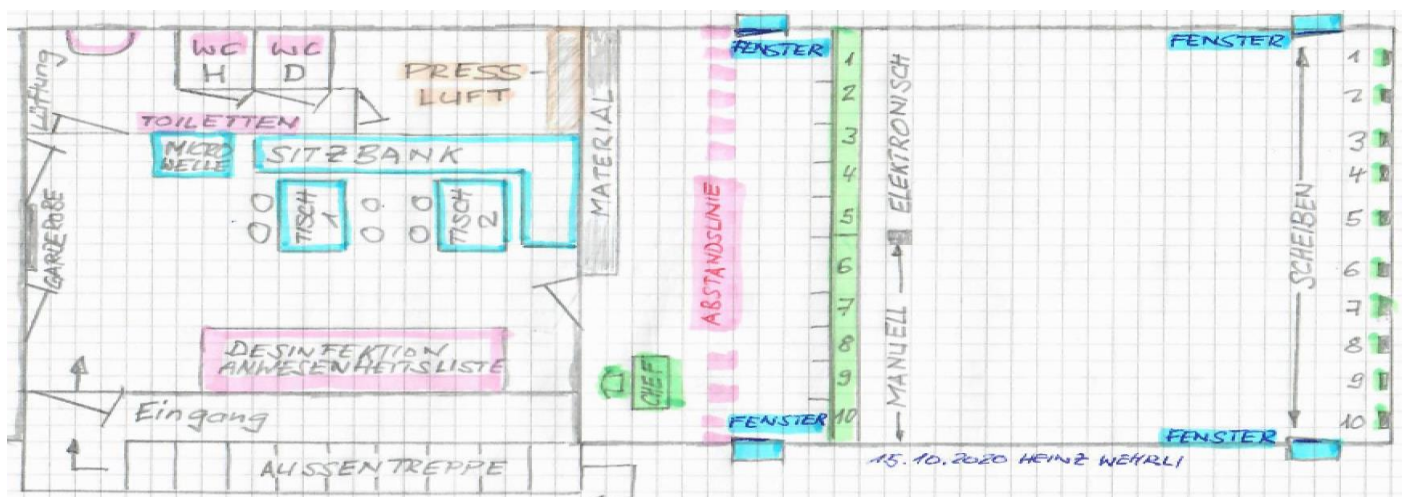 Lüftung
WC
H
WC
D
TOILETTEN
PRESS-
LUFT
MICRO
WELLE
SITZBANK
TISCH
1
TISCH
2
GARDEROBE
MATERIAL
DESINFEKTION
ANWESENHEITSLISTE
Eingang
AUSSENTREPPE
CHEF
ABSTANDSLINIE
FENSTER
FENSTER
1
2
3
4
5
6
7
8
9
10
ELEKTRONISCH
MANUELL
FENSTER
FENSTER
SCHEIBEN
1
2
3
4
5
6
7
8
9
10
15.10.2020 HEINZ WEHRLI